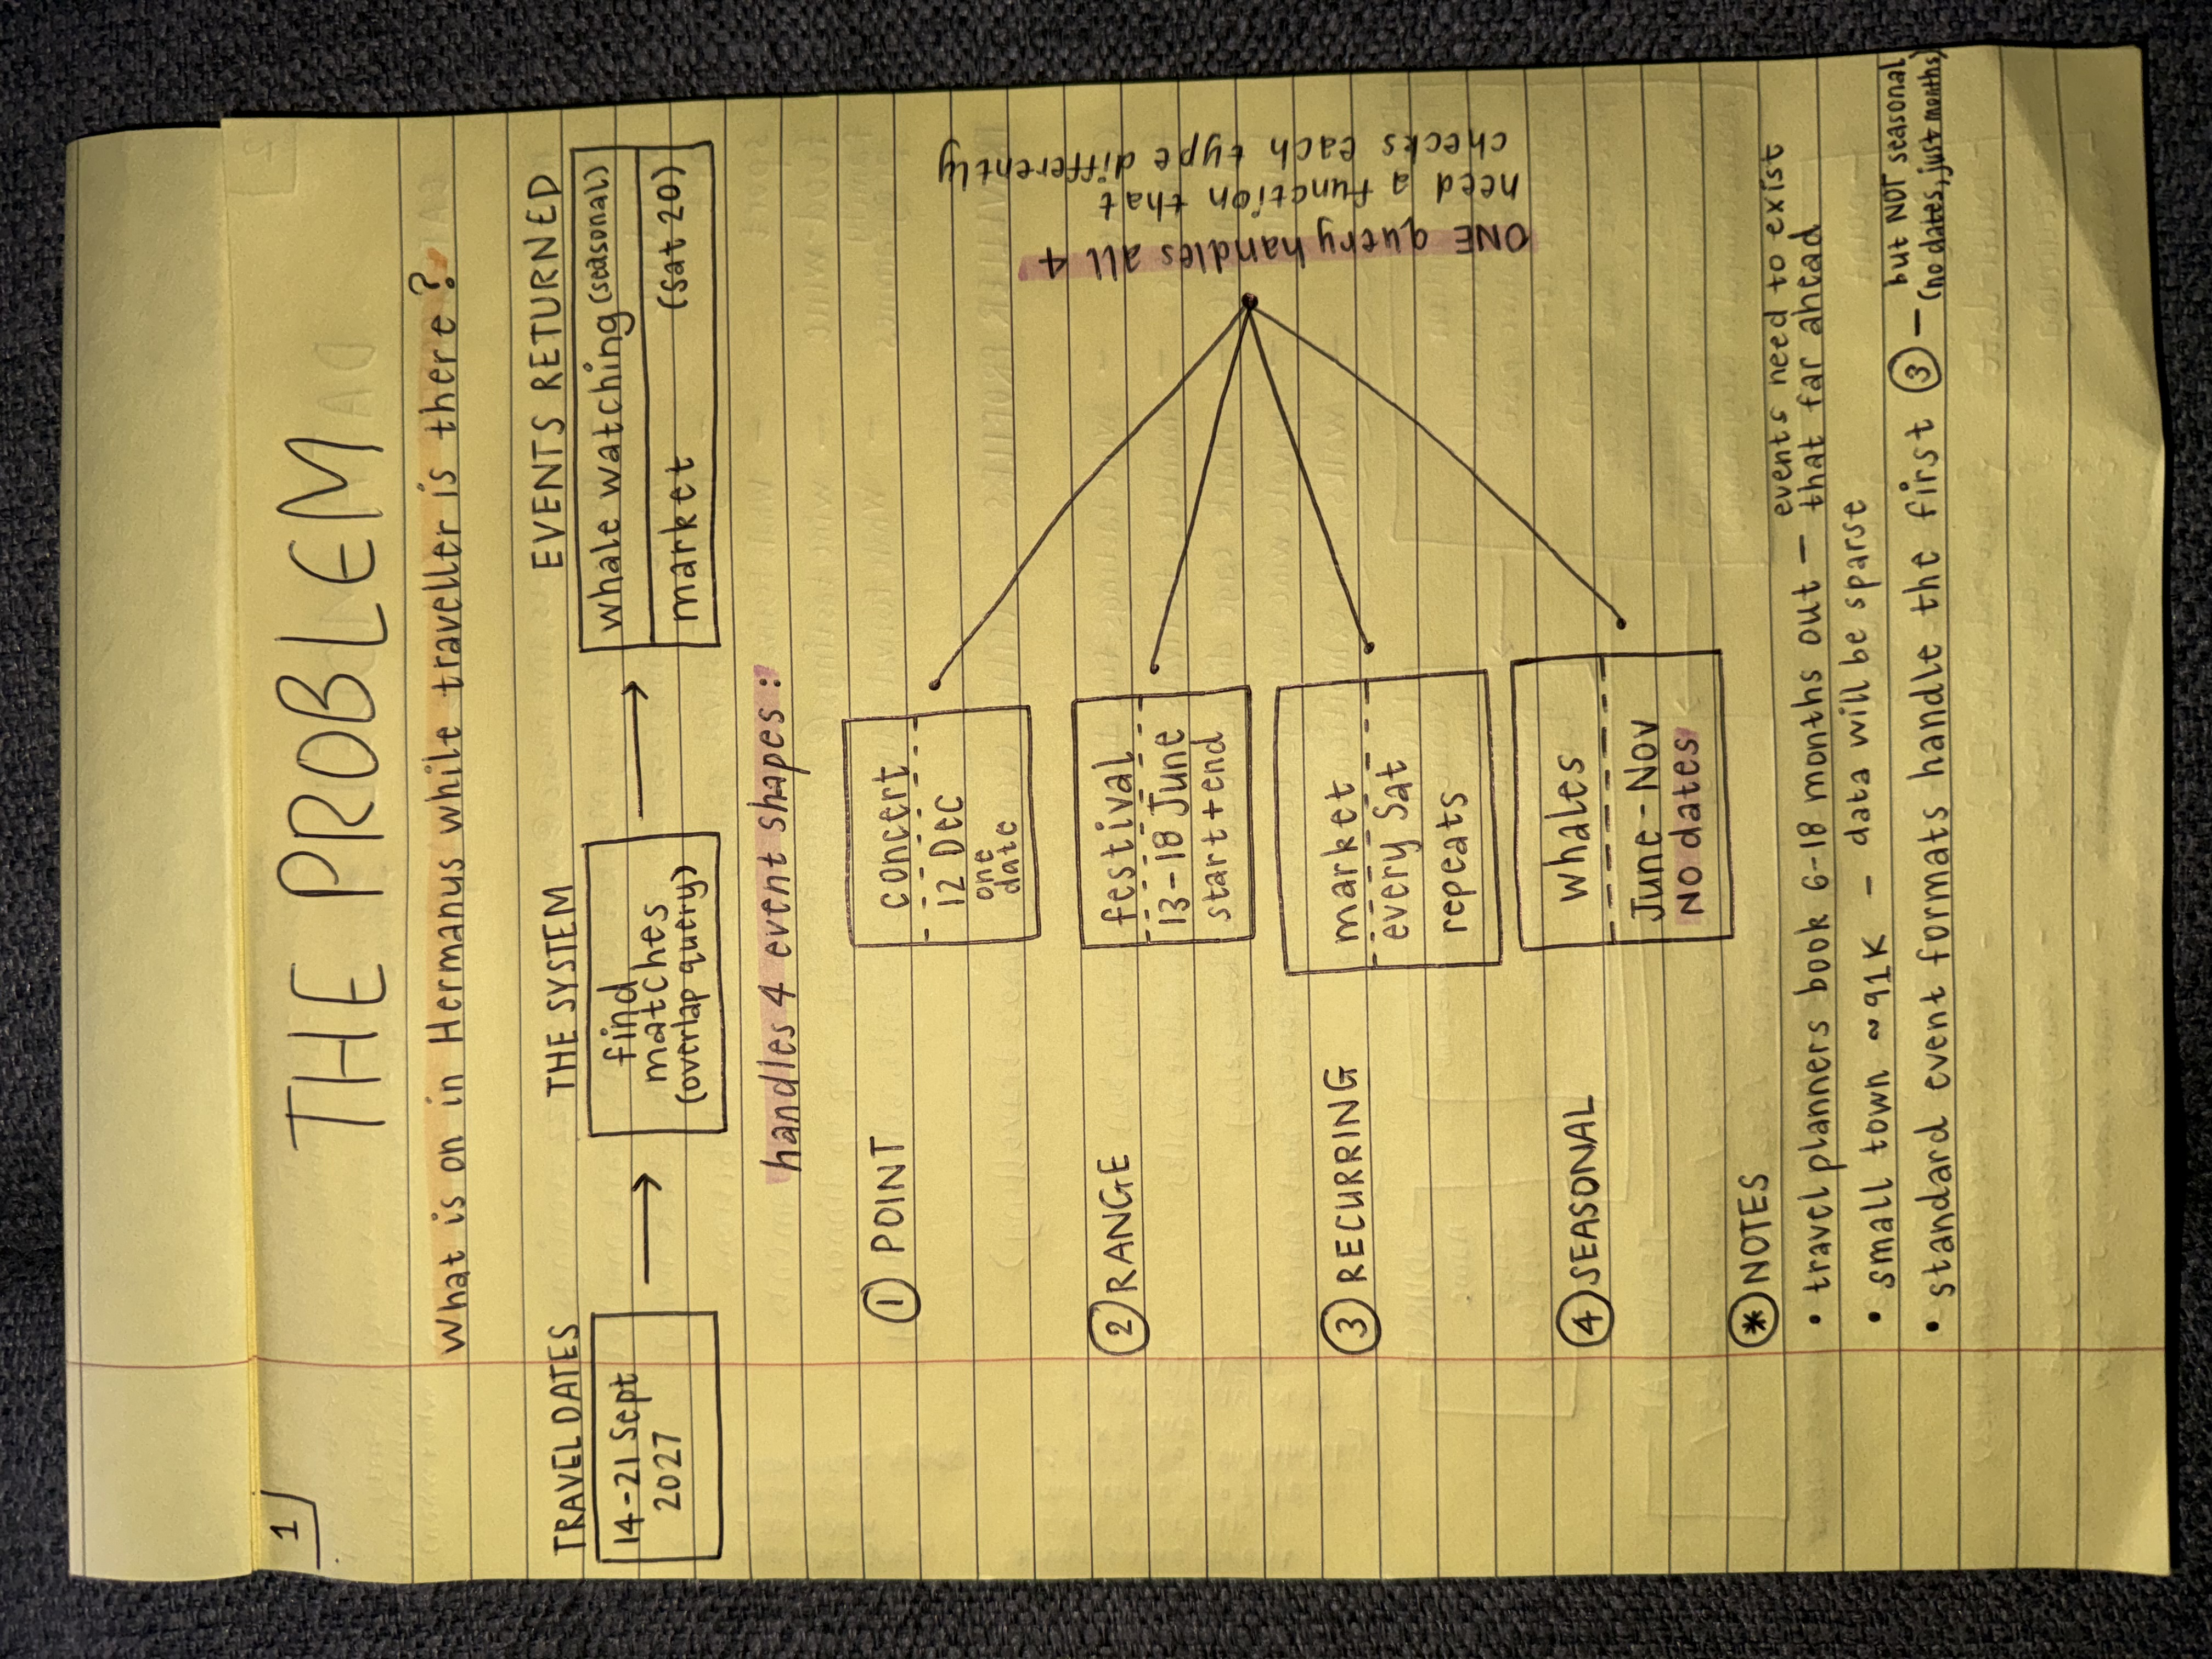 1
THE PROBLEM
What is on in Hermanus while traveller is there?
TRAVEL DATES
14-21 Sept
2027
THE SYSTEM
find
matches
(overlap query)
EVENTS RETURNED
whale watching (seasonal)
market (Sat 20)
handles 4 event shapes:
1 POINT
concert
12 Dec
one
date
2 RANGE
festival
13-18 June
start+end
3 RECURRING
market
every Sat
repeats
4 SEASONAL
whales
June-Nov
NO dates
ONE query handles all 4
need a function that
checks each type differently
* NOTES
• travel planners book 6-18 months out — events need to exist
that far ahead
• small town ~91K - data will be sparse
• standard event formats handle the first 3 — but NOT seasonal
(no dates, just months)